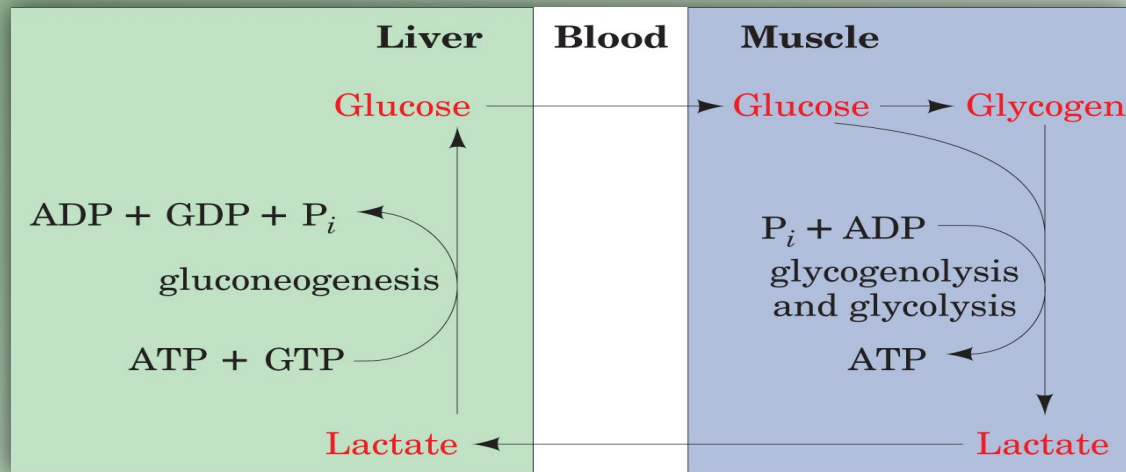 Liver Blood Muscle
Glucose Glucose Glycogen
ADP + GDP + Pᵢ
gluconeogenesis
ATP + GTP
Pᵢ + ADP
glycogenolysis
and glycolysis
ATP
Lactate Lactate